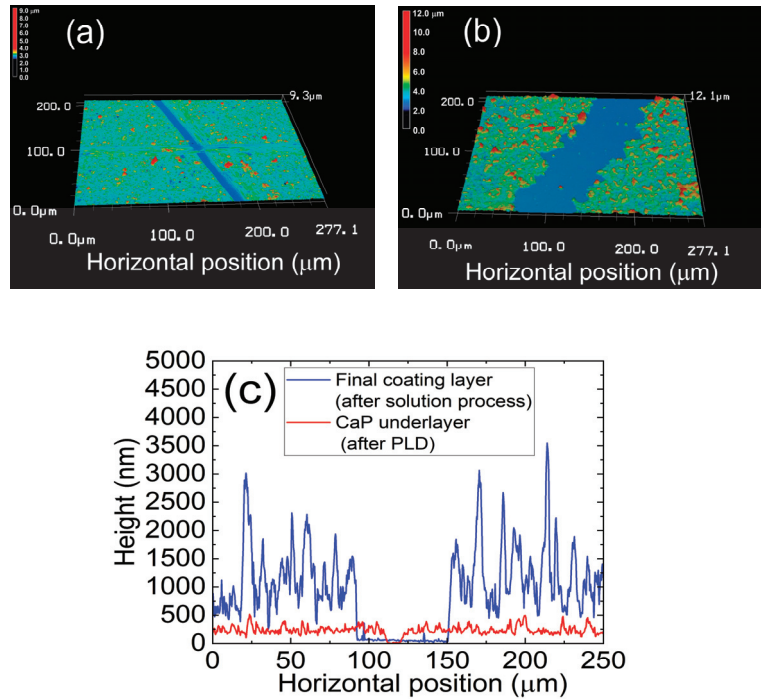 (a)
9.0 μm
8.0
7.0
6.0
5.0
4.0
3.0
2.0
1.0
0.0
9.3μm
200.0
100.0
0.0μm
0.0μm
100.0
200.0
277.1
Horizontal position (μm)
(b)
12.0 μm
10.0
8.0
6.0
4.0
2.0
0.0
12.1μm
200.0
100.0
0.0μm
0.0μm
100.0
200.0
277.1
Horizontal position (μm)
(c)
Final coating layer
(after solution process)
CaP underlayer
(after PLD)
Height (nm)
5000
4500
4000
3500
3000
2500
2000
1500
1000
500
0
0 50 100 150 200 250
Horizontal position (μm)